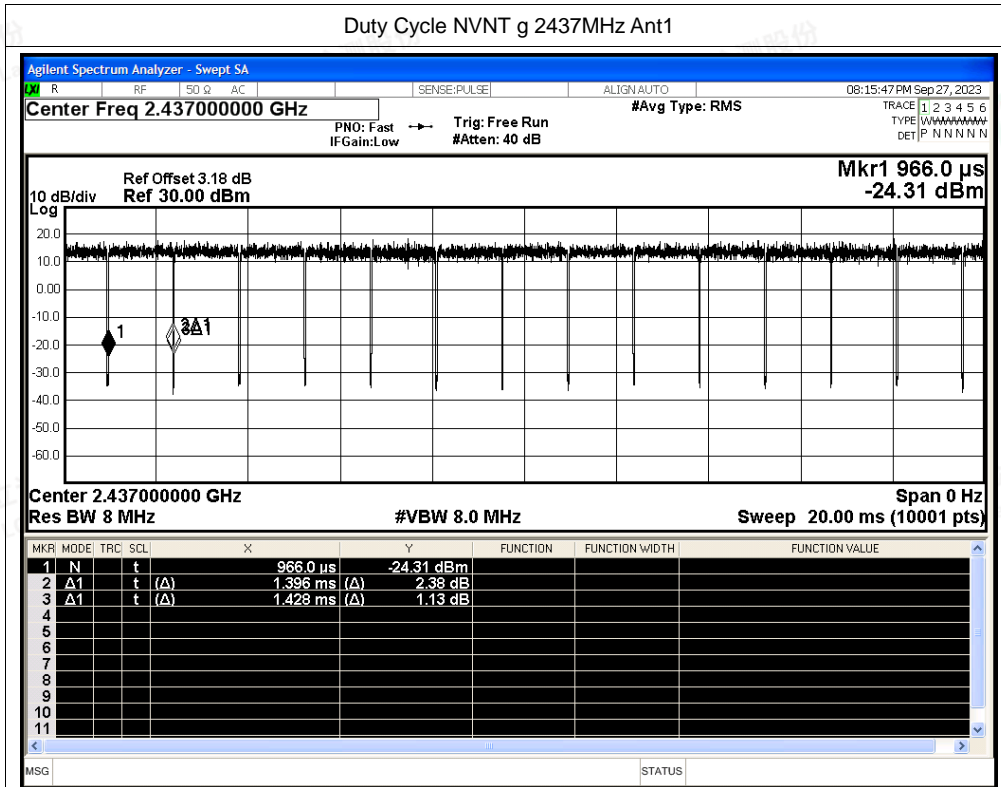 Duty Cycle NVNT g 2437MHz Ant1
Agilent Spectrum Analyzer - Swept SA
LXI R RF 50 Ω AC SENSE:PULSE ALIGN AUTO 08:15:47 PM Sep 27, 2023
Center Freq 2.437000000 GHz #Avg Type: RMS TRACE 1 2 3 4 5 6
PNO: Fast Trig: Free Run TYPE WWWWWW
IFGain:Low #Atten: 40 dB DET P N N N N N
Mkr1 966.0 µs
Ref Offset 3.18 dB
10 dB/div Ref 30.00 dBm -24.31 dBm
Log
20.0
10.0
0.00
-10.0
1 3Δ1
-20.0
-30.0
-40.0
-50.0
-60.0
Center 2.437000000 GHz Span 0 Hz
Res BW 8 MHz #VBW 8.0 MHz Sweep 20.00 ms (10001 pts)
MKR MODE TRC SCL X Y FUNCTION FUNCTION WIDTH FUNCTION VALUE
1 N t 966.0 µs -24.31 dBm
2 Δ1 t (Δ) 1.396 ms (Δ) 2.38 dB
3 Δ1 t (Δ) 1.428 ms (Δ) 1.13 dB
4
5
6
7
8
9
10
11
MSG STATUS